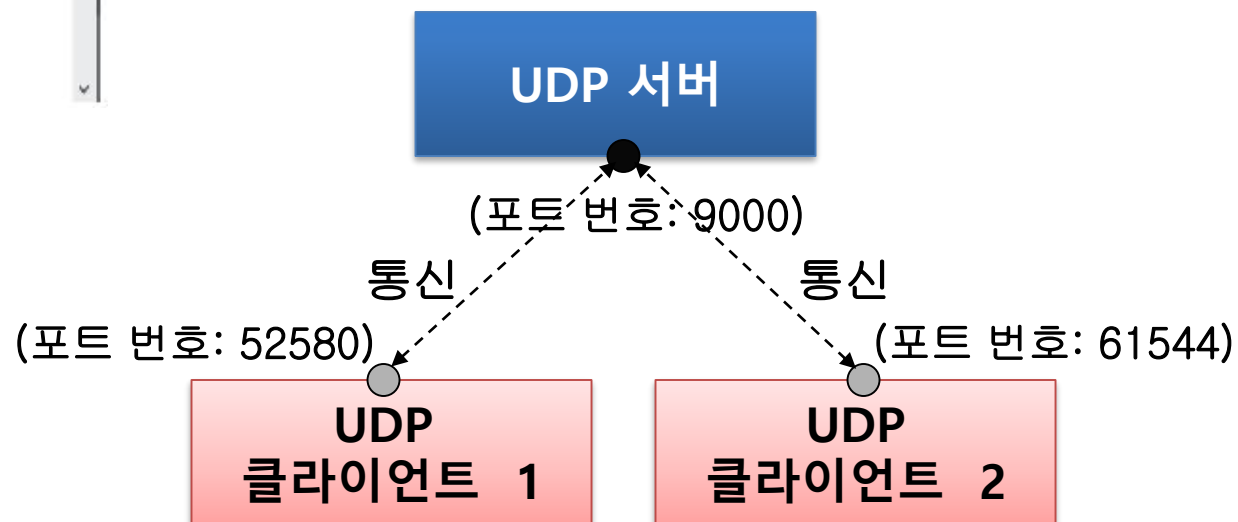 UDP 서버
(포트 번호: 9000)
통신
통신
(포트 번호: 52580)
(포트 번호: 61544)
UDP
클라이언트 1
UDP
클라이언트 2